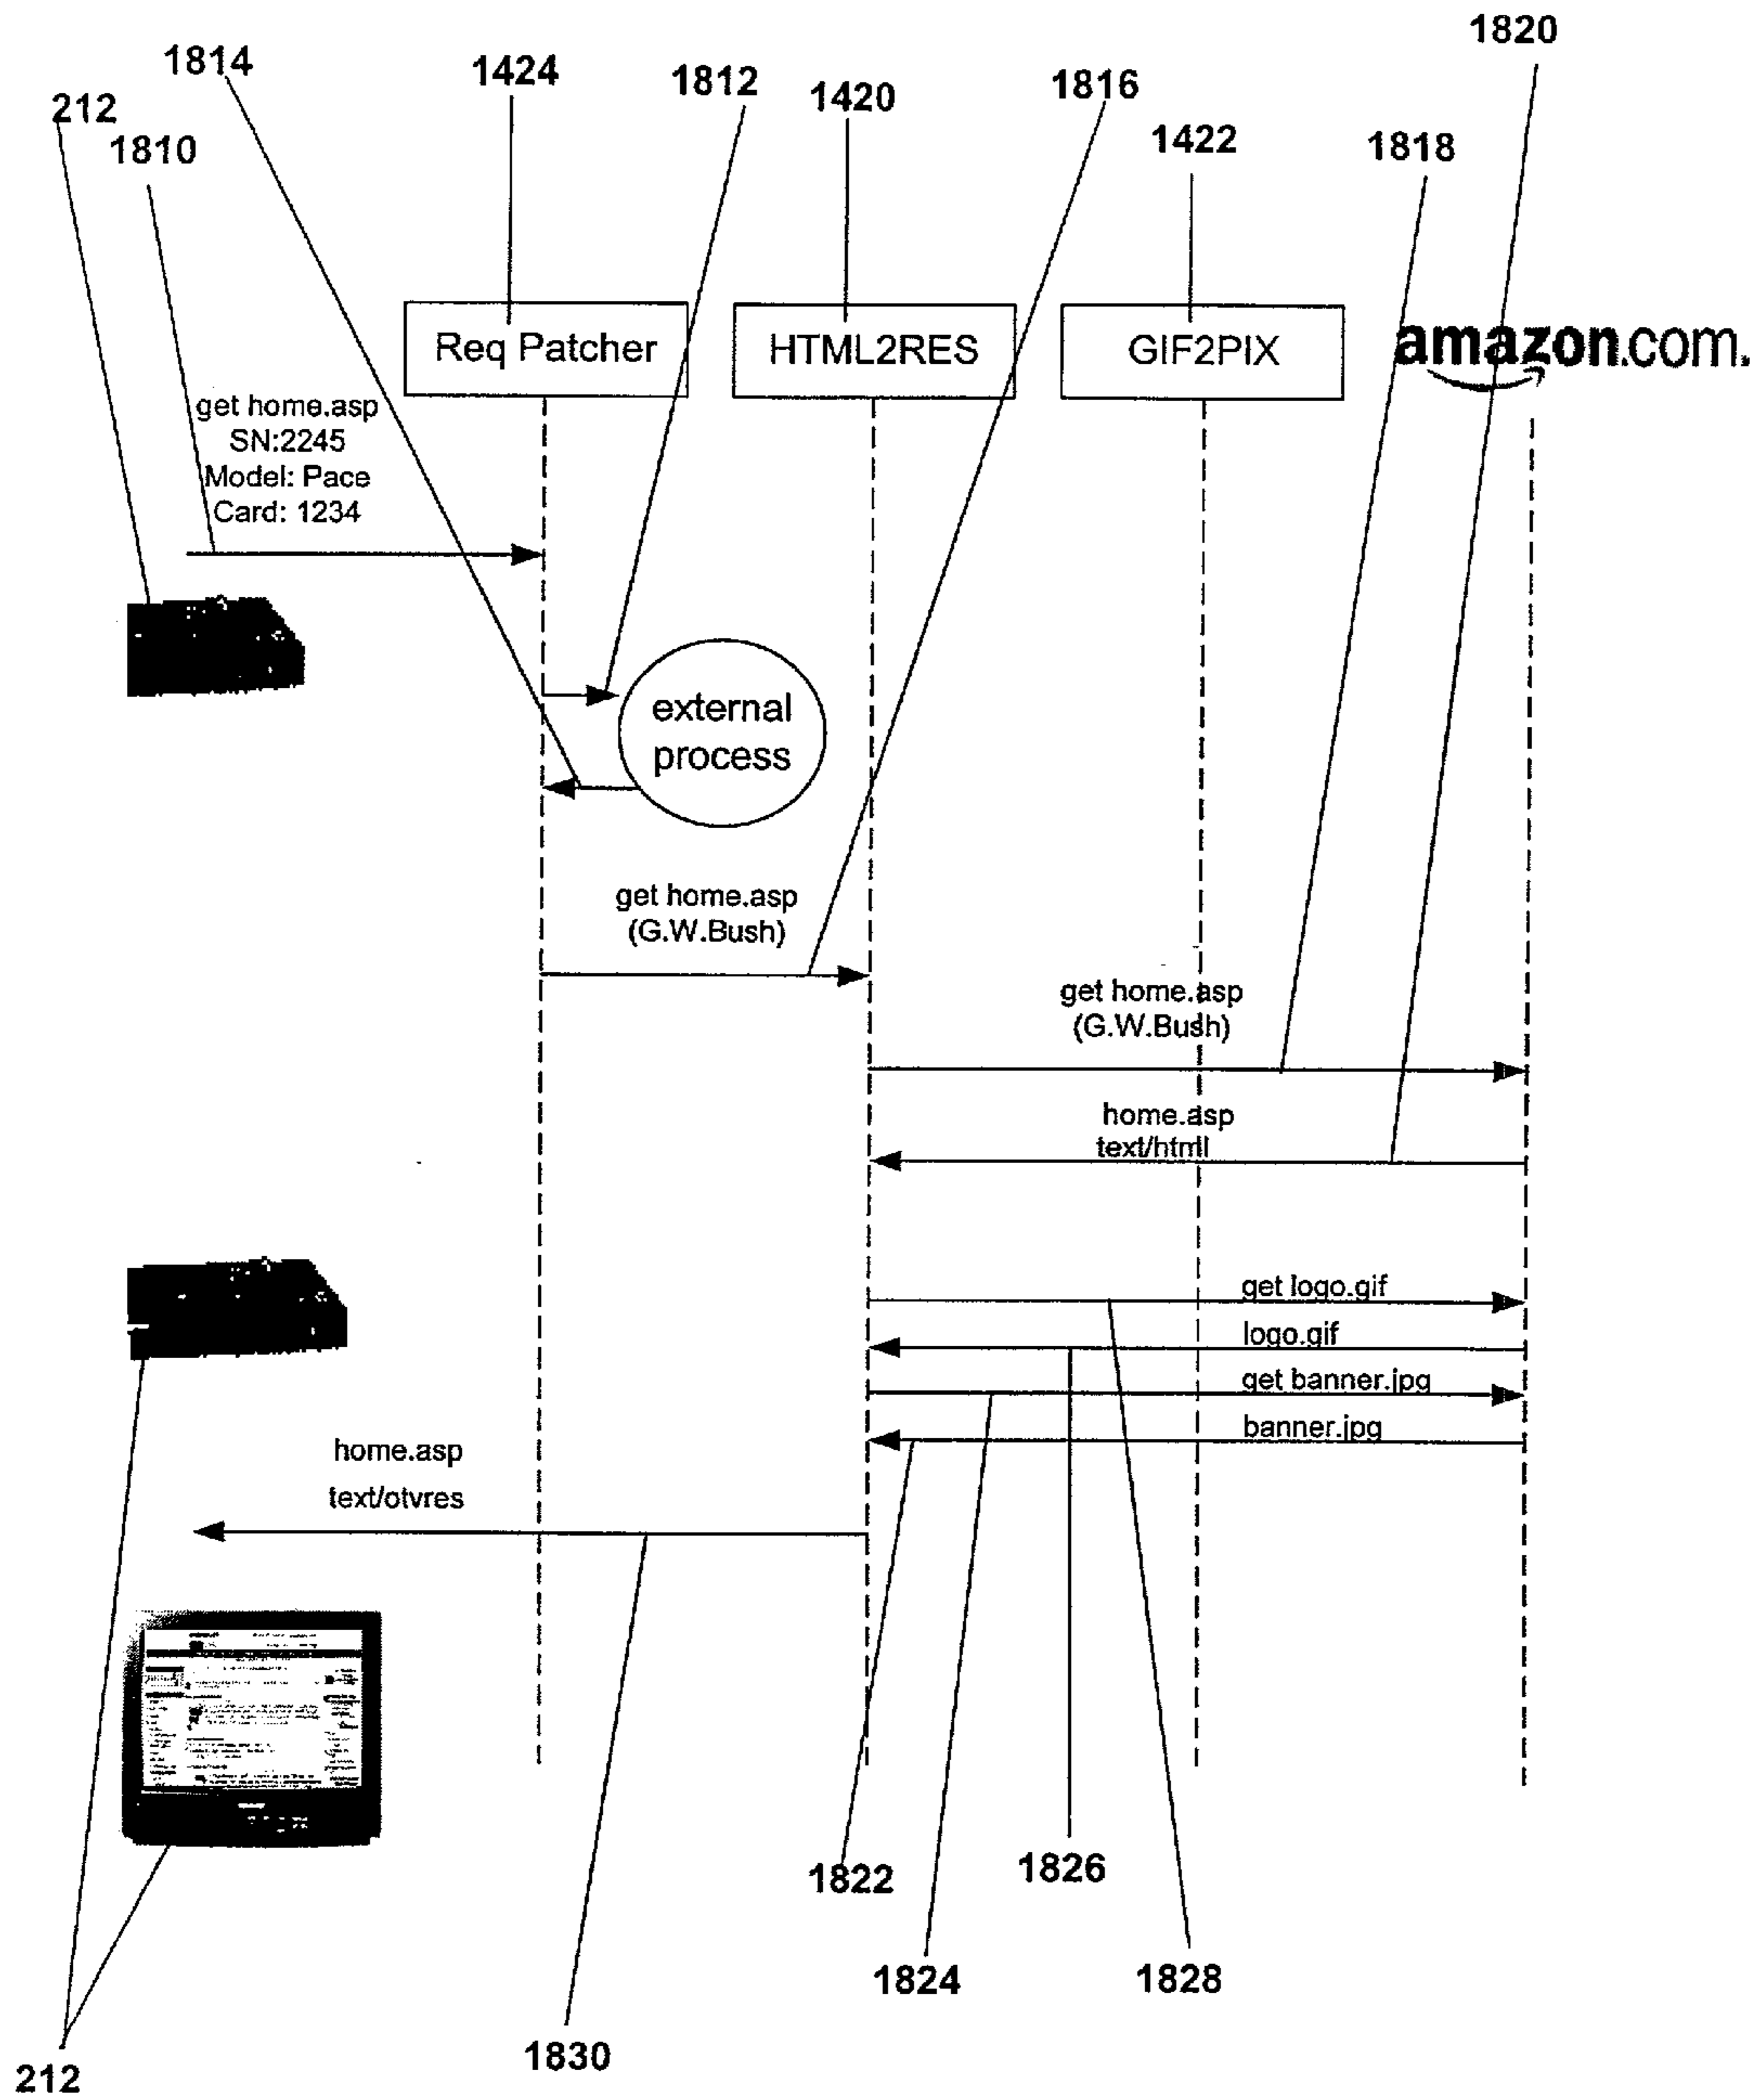 1820
1814
1424
1812
1420
1816
212
1810
1422
1818
Req Patcher
HTML2RES
GIF2PIX
amazon.com.
get home.asp
SN:2245
Model: Pace
Card: 1234
external
process
get home.asp
(G.W.Bush)
get home.asp
(G.W.Bush)
home.asp
text/html
get logo.gif
logo.gif
get banner.jpg
banner.jpg
home.asp
text/otvres
1822
1826
1824
1828
1830
212